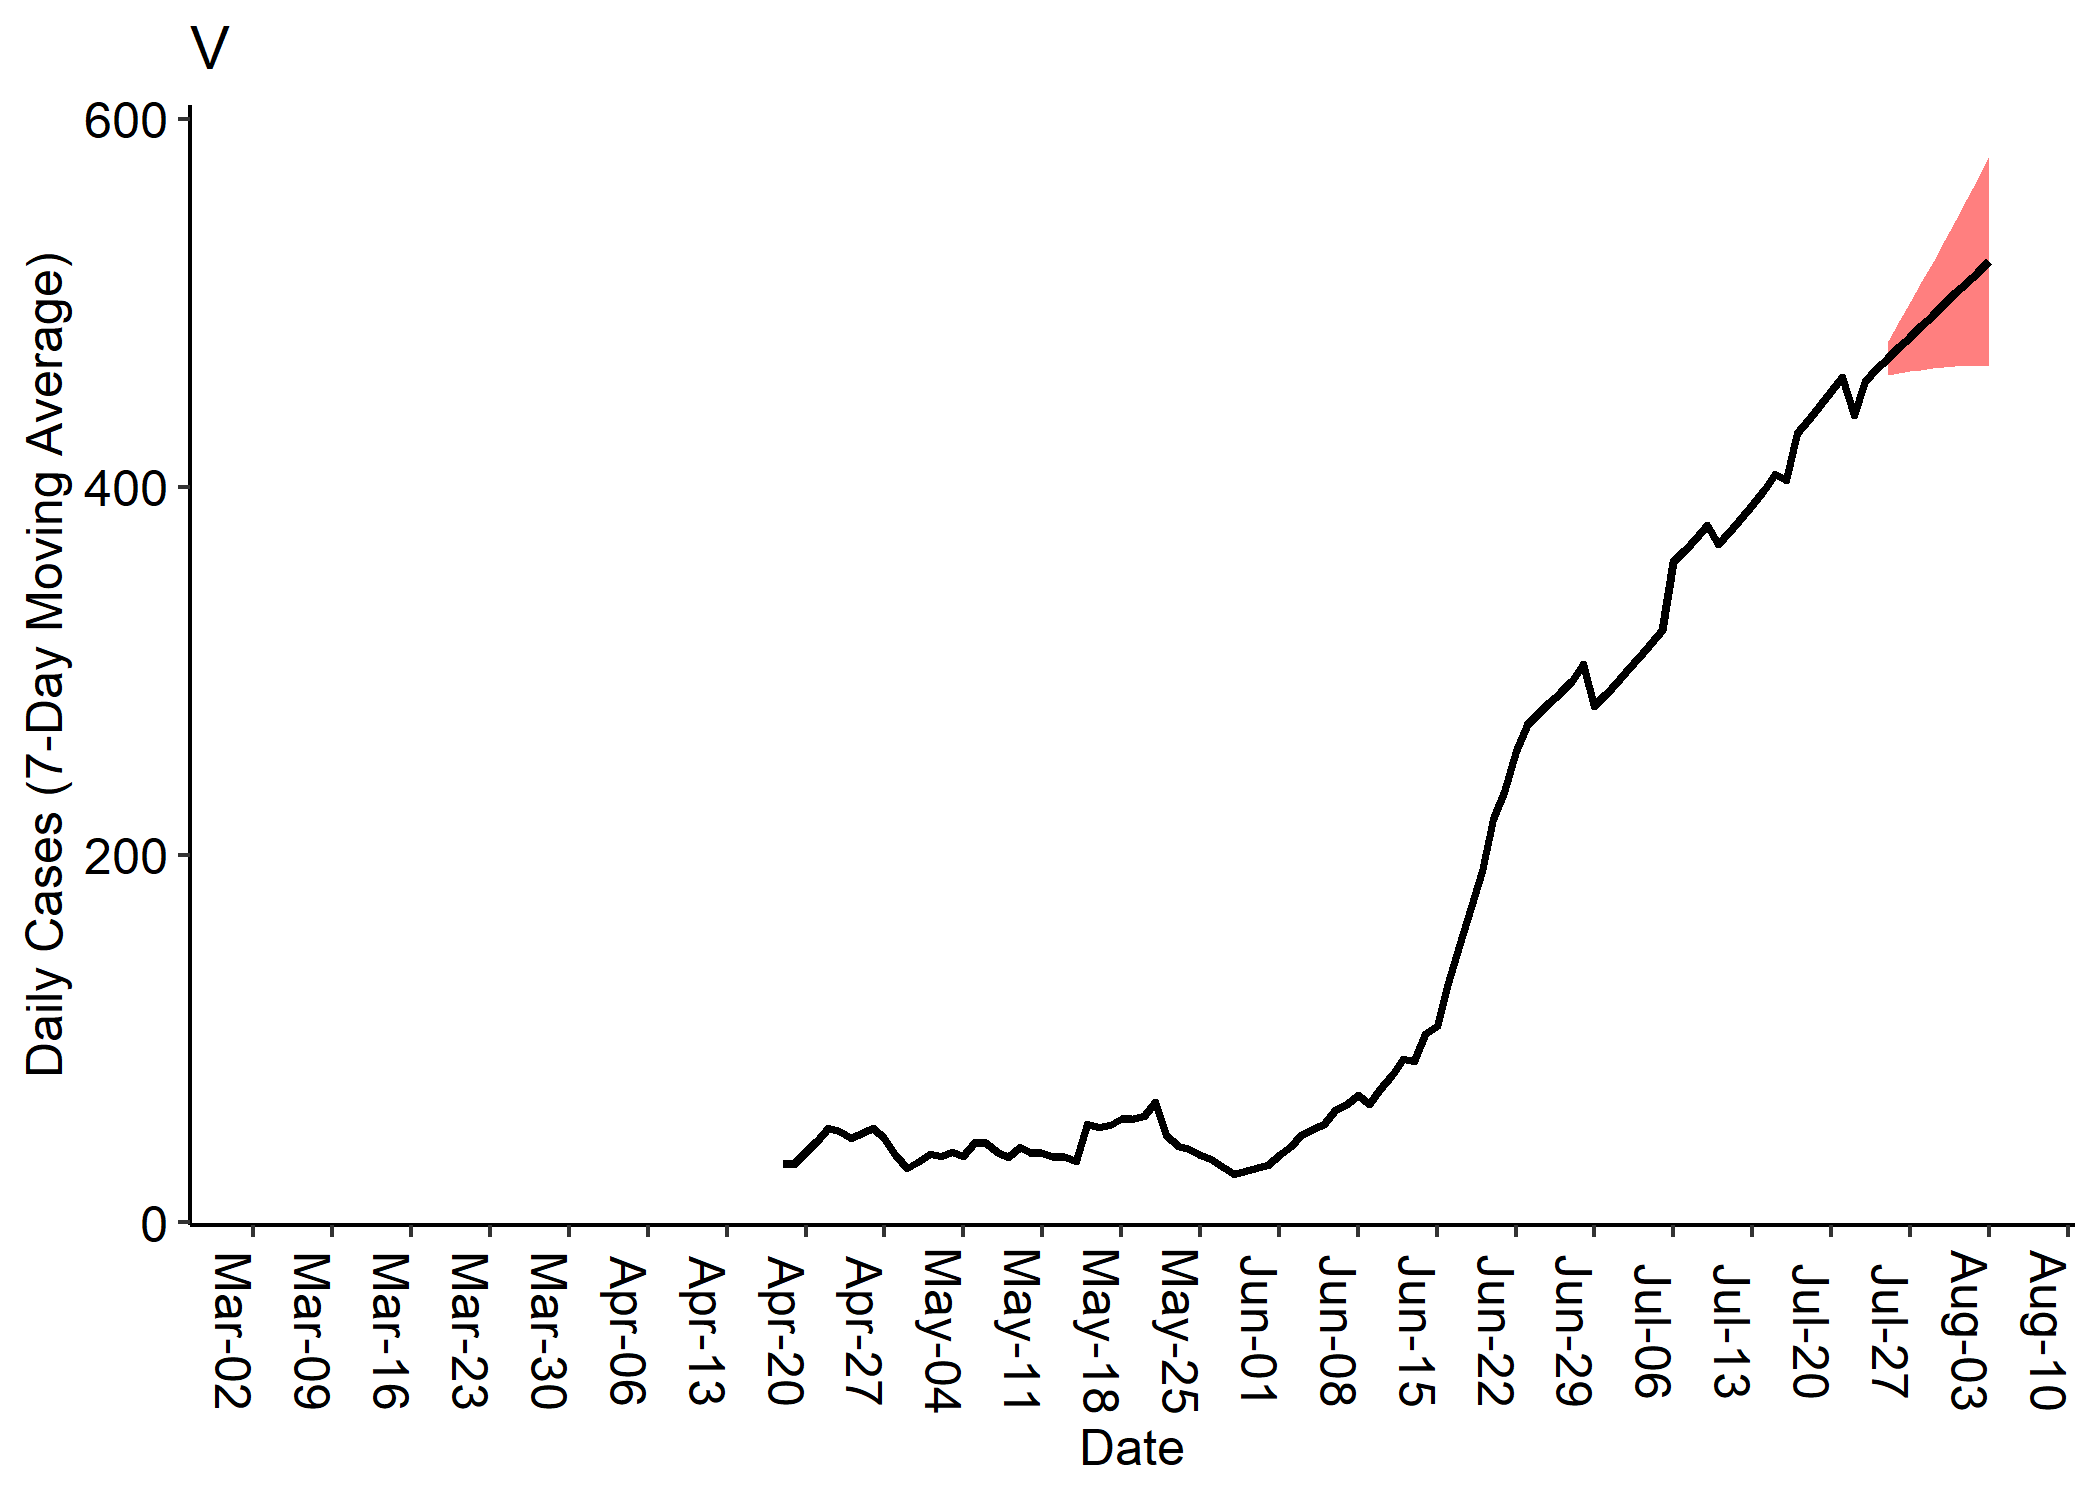 V
Daily Cases (7-Day Moving Average)
600
400
200
0
Mar-02
Mar-09
Mar-16
Mar-23
Mar-30
Apr-06
Apr-13
Apr-20
Apr-27
May-04
May-11
May-18
May-25
Jun-01
Jun-08
Jun-15
Jun-22
Jun-29
Jul-06
Jul-13
Jul-20
Jul-27
Aug-03
Aug-10
Date